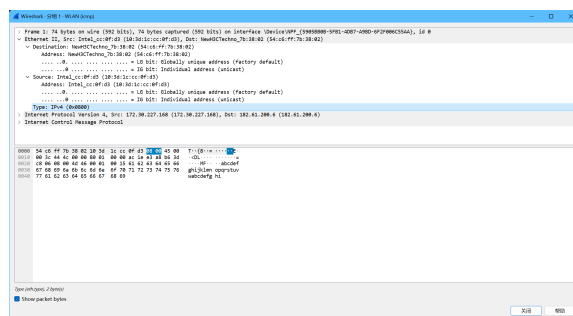 Wireshark · 分组 1 · WLAN (icmp)
Frame 1: 74 bytes on wire (592 bits), 74 bytes captured (592 bits) on interface \Device\NPF_{59058B0B-5FB1-4DB7-A9BD-6F2F006C55AA}, id 0
Ethernet II, Src: Intel_cc:0f:d3 (10:3d:1c:cc:0f:d3), Dst: NewH3CTechno_7b:38:02 (54:c6:ff:7b:38:02)
Destination: NewH3CTechno_7b:38:02 (54:c6:ff:7b:38:02)
Address: NewH3CTechno_7b:38:02 (54:c6:ff:7b:38:02)
.... ..0. .... .... .... .... = LG bit: Globally unique address (factory default)
.... ...0 .... .... .... .... = IG bit: Individual address (unicast)
Source: Intel_cc:0f:d3 (10:3d:1c:cc:0f:d3)
Address: Intel_cc:0f:d3 (10:3d:1c:cc:0f:d3)
.... ..0. .... .... .... .... = LG bit: Globally unique address (factory default)
.... ...0 .... .... .... .... = IG bit: Individual address (unicast)
Type: IPv4 (0x0800)
Internet Protocol Version 4, Src: 172.30.227.168 (172.30.227.168), Dst: 182.61.200.6 (182.61.200.6)
Internet Control Message Protocol
0000 54 c6 ff 7b 38 02 10 3d 1c cc 0f d3 08 00 45 00 T··{8··= ······E·
0010 00 3c 44 4c 00 00 80 01 00 00 ac 1e e3 a8 b6 3d ·<DL···· ·······=
0020 c8 06 08 00 4d 46 00 01 00 15 61 62 63 64 65 66 ····MF·· ··abcdef
0030 67 68 69 6a 6b 6c 6d 6e 6f 70 71 72 73 74 75 76 ghijklmn opqrstuv
0040 77 61 62 63 64 65 66 67 68 69 wabcdefg hi
Type (eth.type), 2 byte(s)
Show packet bytes
关闭 帮助